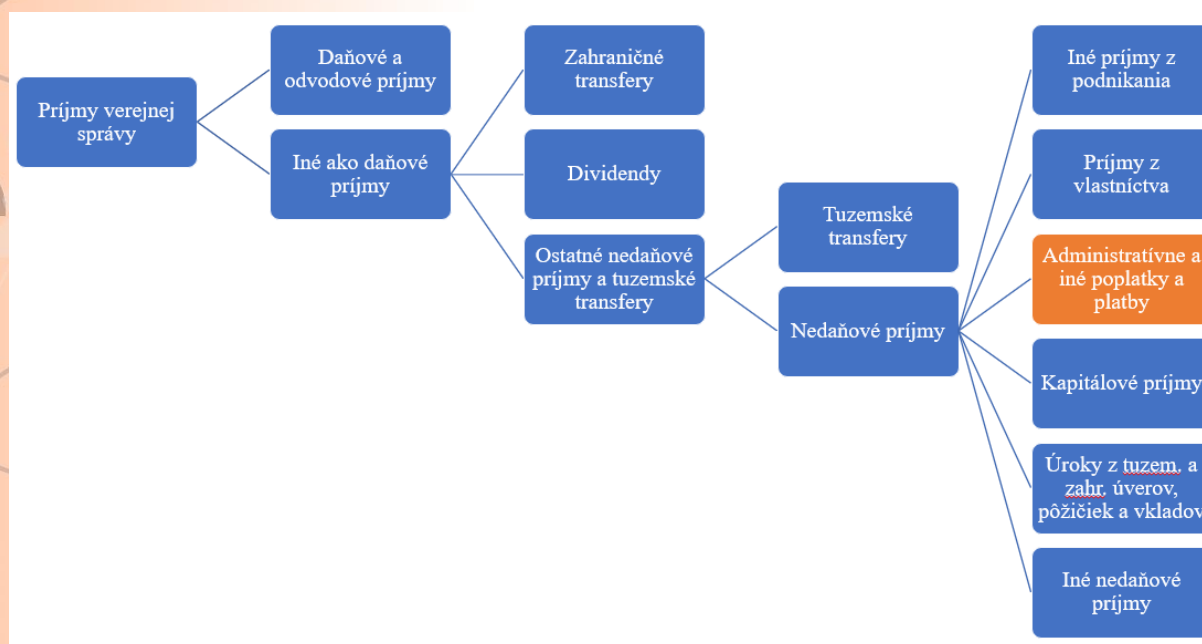 Príjmy verejnej
správy
Daňové a
odvodové príjmy
Iné ako daňové
príjmy
Zahraničné
transfery
Dividendy
Ostatné nedaňové
príjmy a tuzemské
transfery
Tuzemské
transfery
Nedaňové príjmy
Iné príjmy z
podnikania
Príjmy z
vlastníctva
Administratívne a
iné poplatky a
platby
Kapitálové príjmy
Úroky z tuzem. a
zahr. úverov,
pôžičiek a vkladov
Iné nedaňové
príjmy